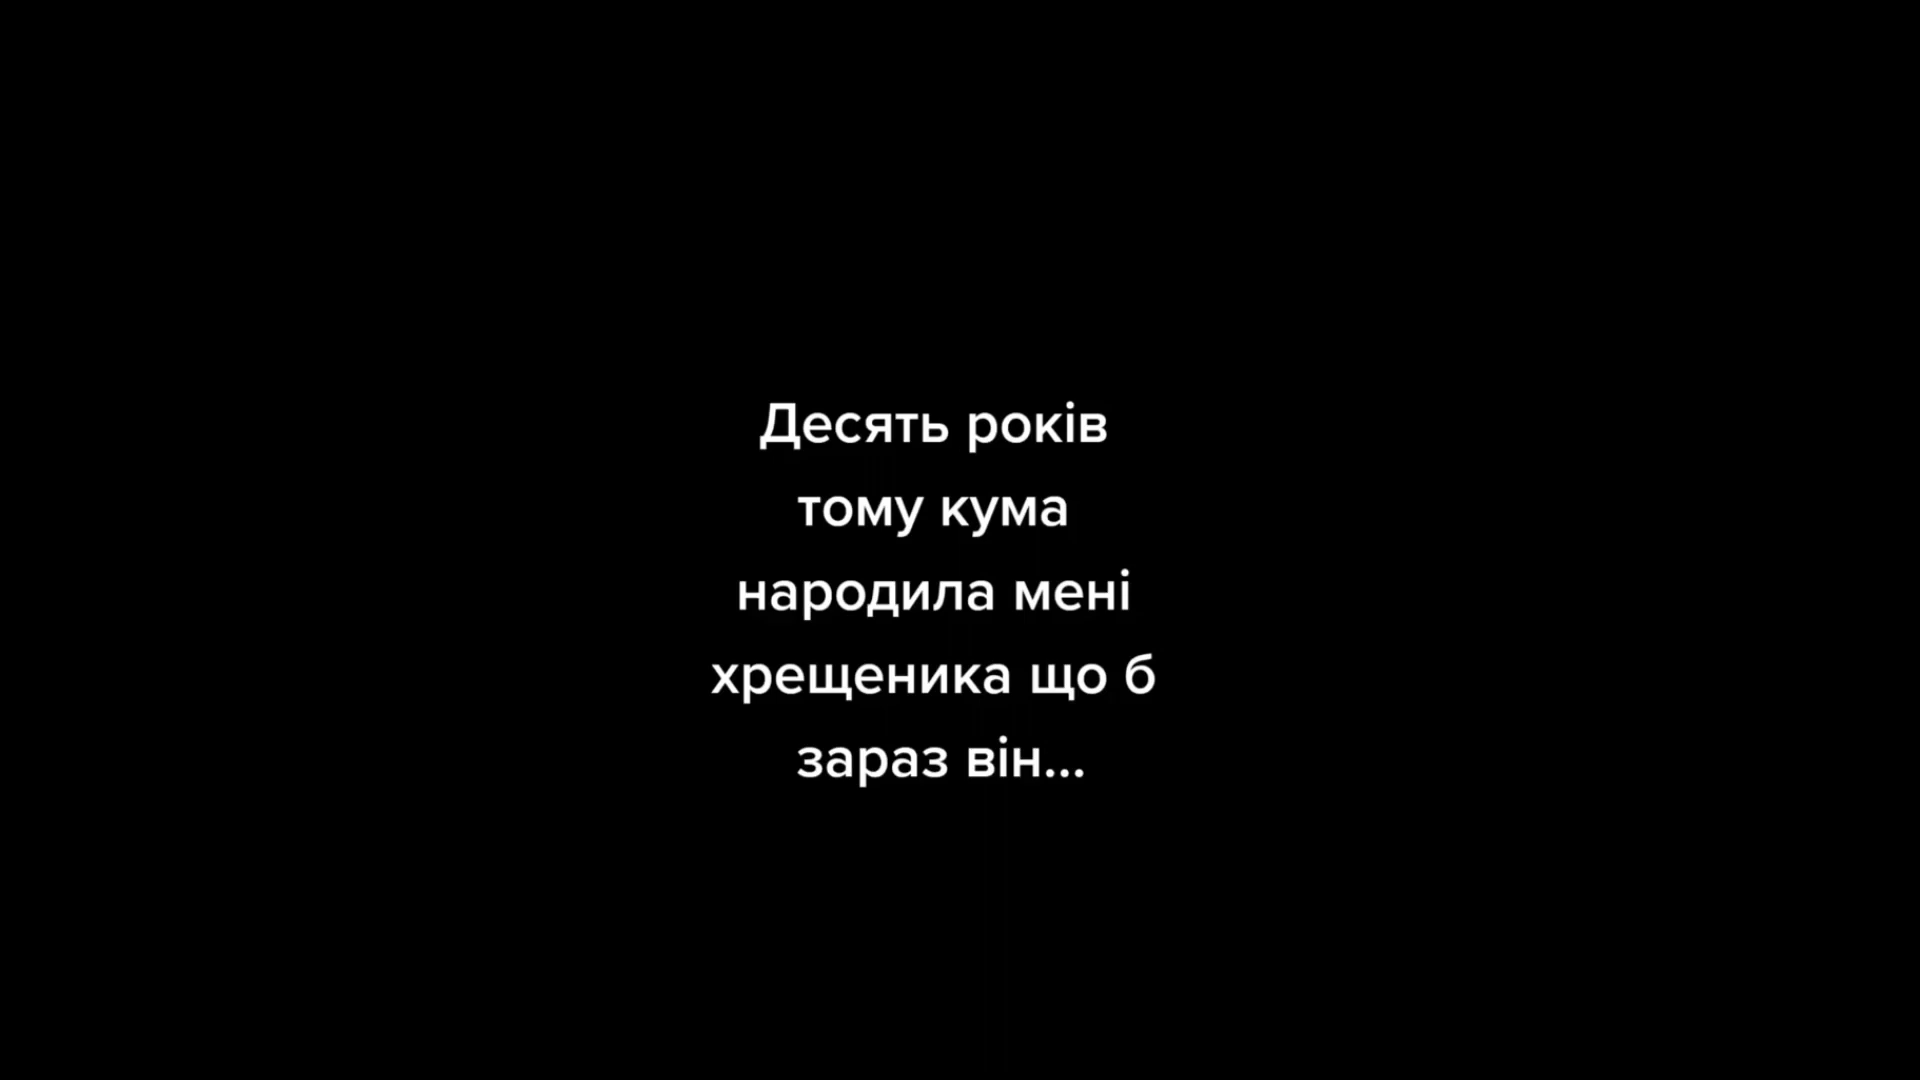 Десять років
тому кума
народила мені
хрещеника що б
зараз він...